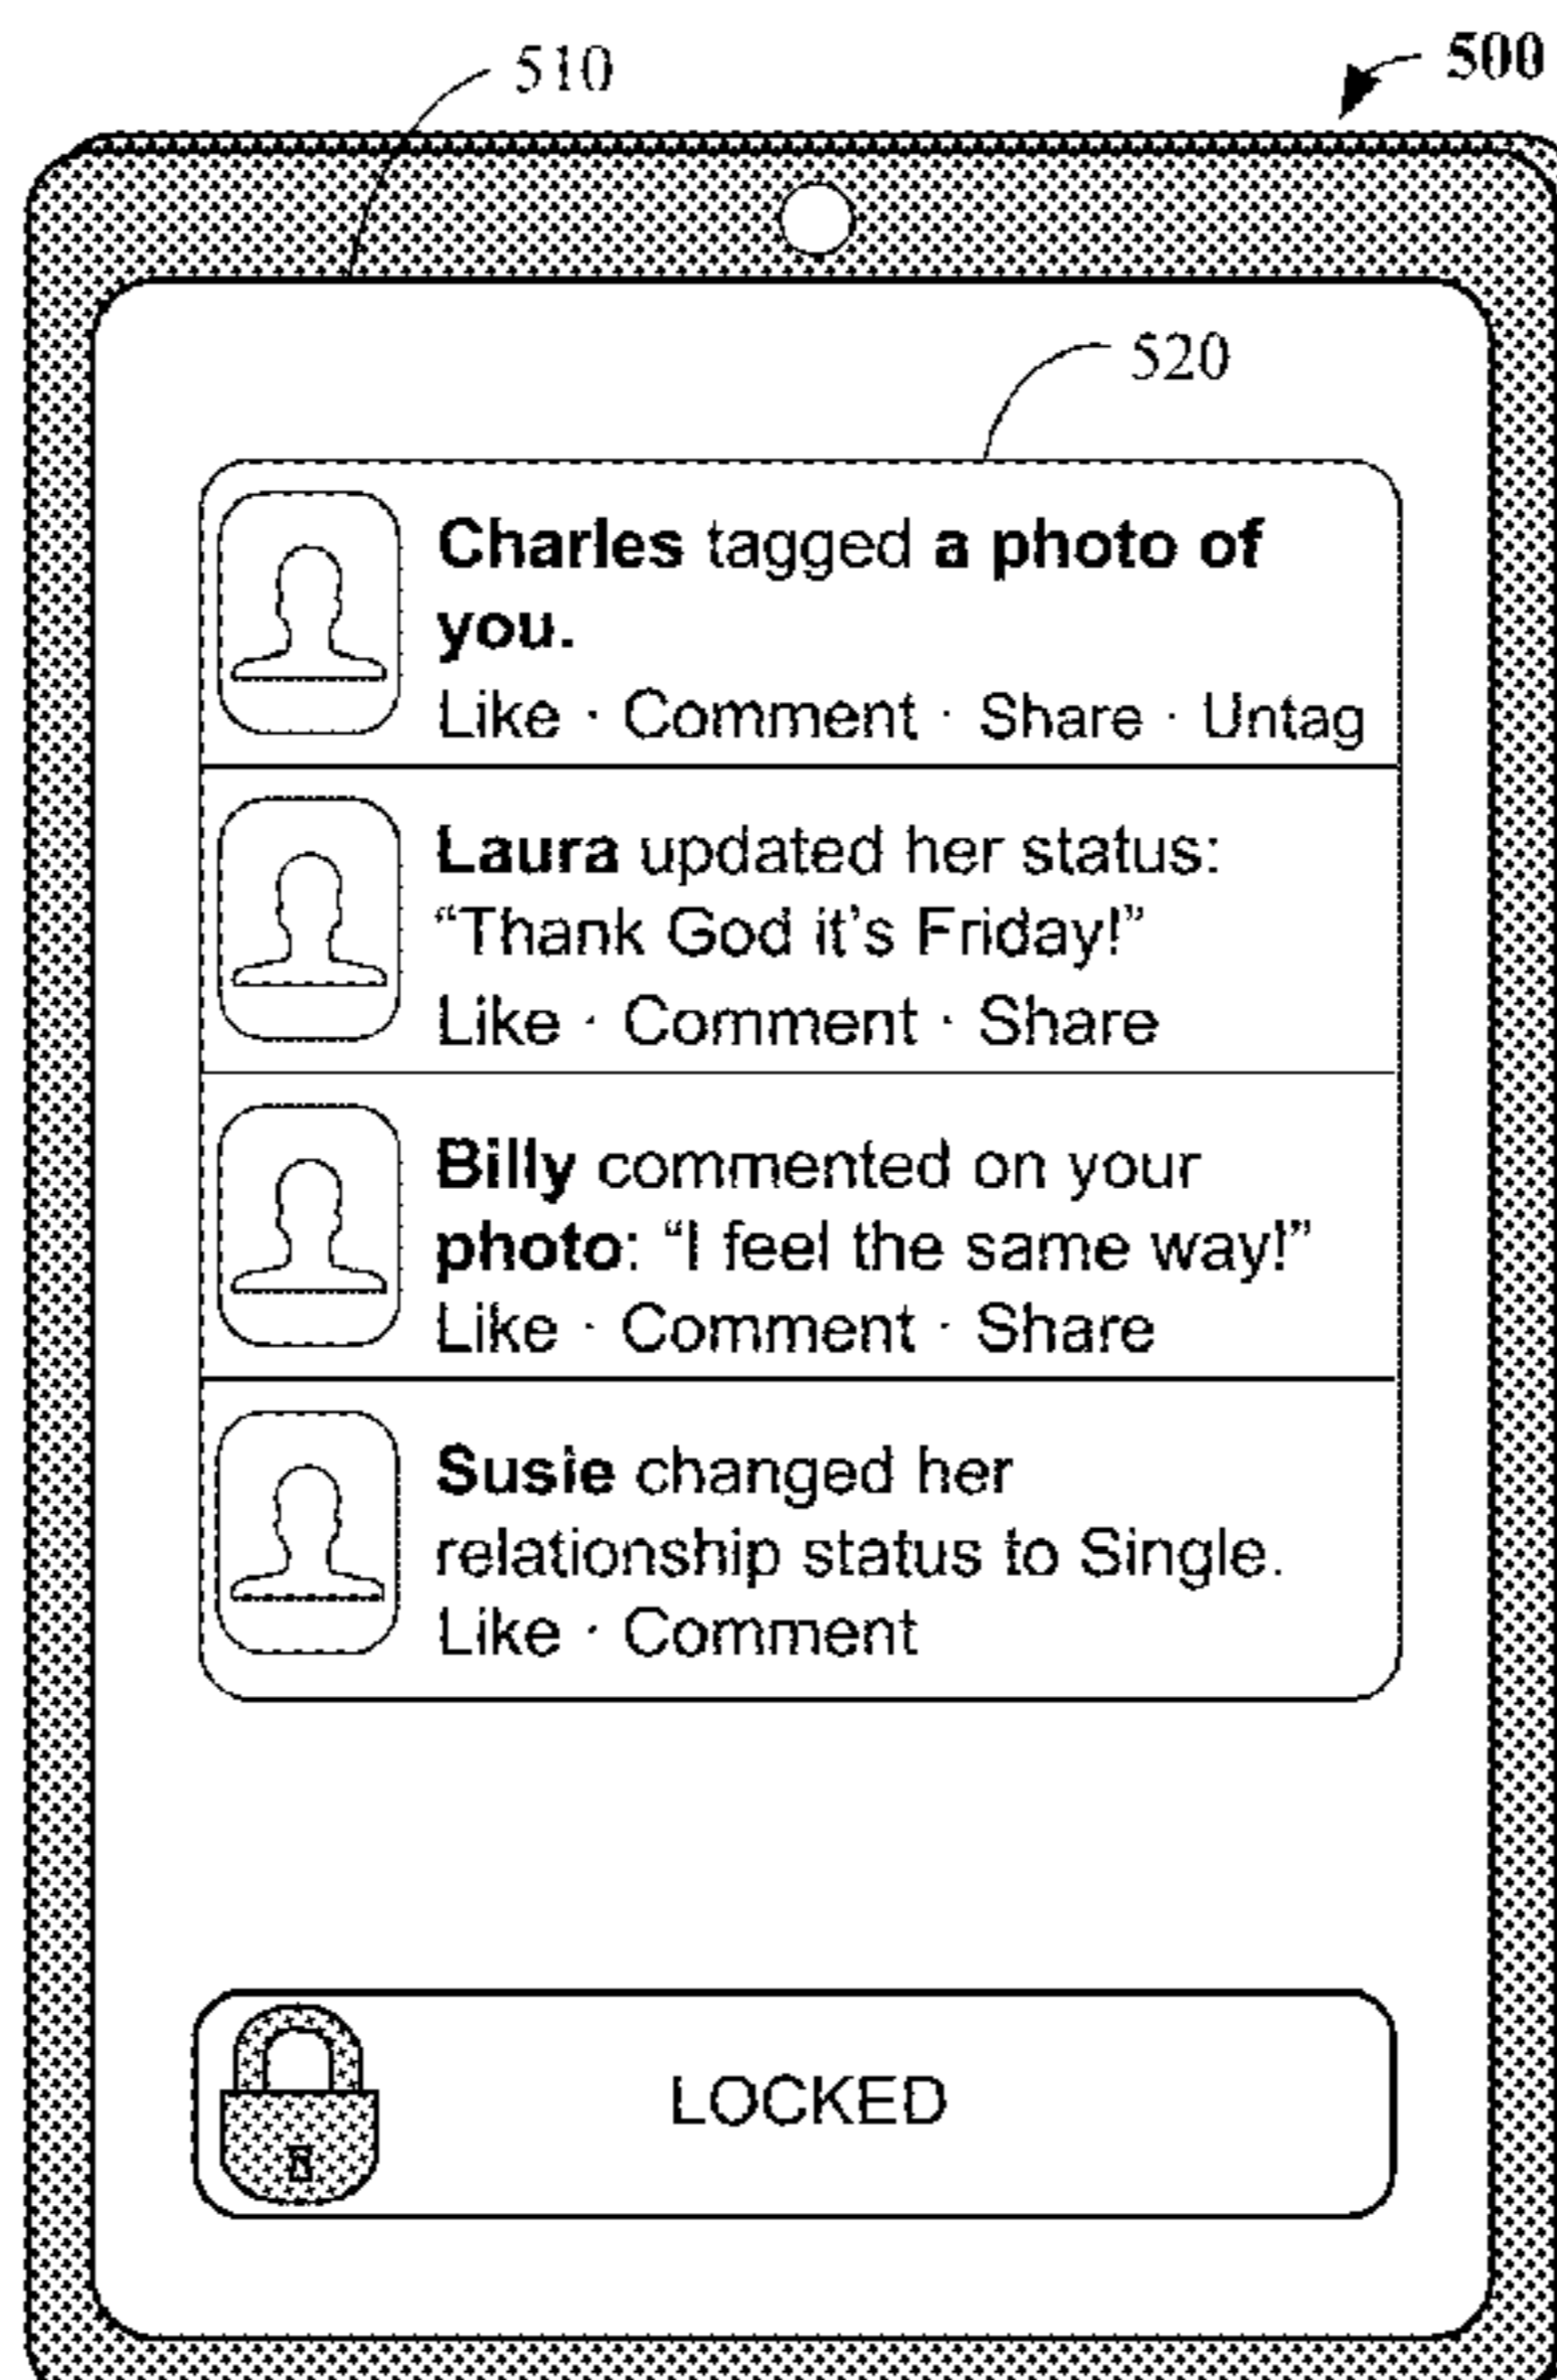 510
500
520
Charles tagged a photo of
you.
Like · Comment · Share · Untag
Laura updated her status:
“Thank God it’s Friday!”
Like · Comment · Share
Billy commented on your
photo: “I feel the same way!”
Like · Comment · Share
Susie changed her
relationship status to Single.
Like · Comment
LOCKED